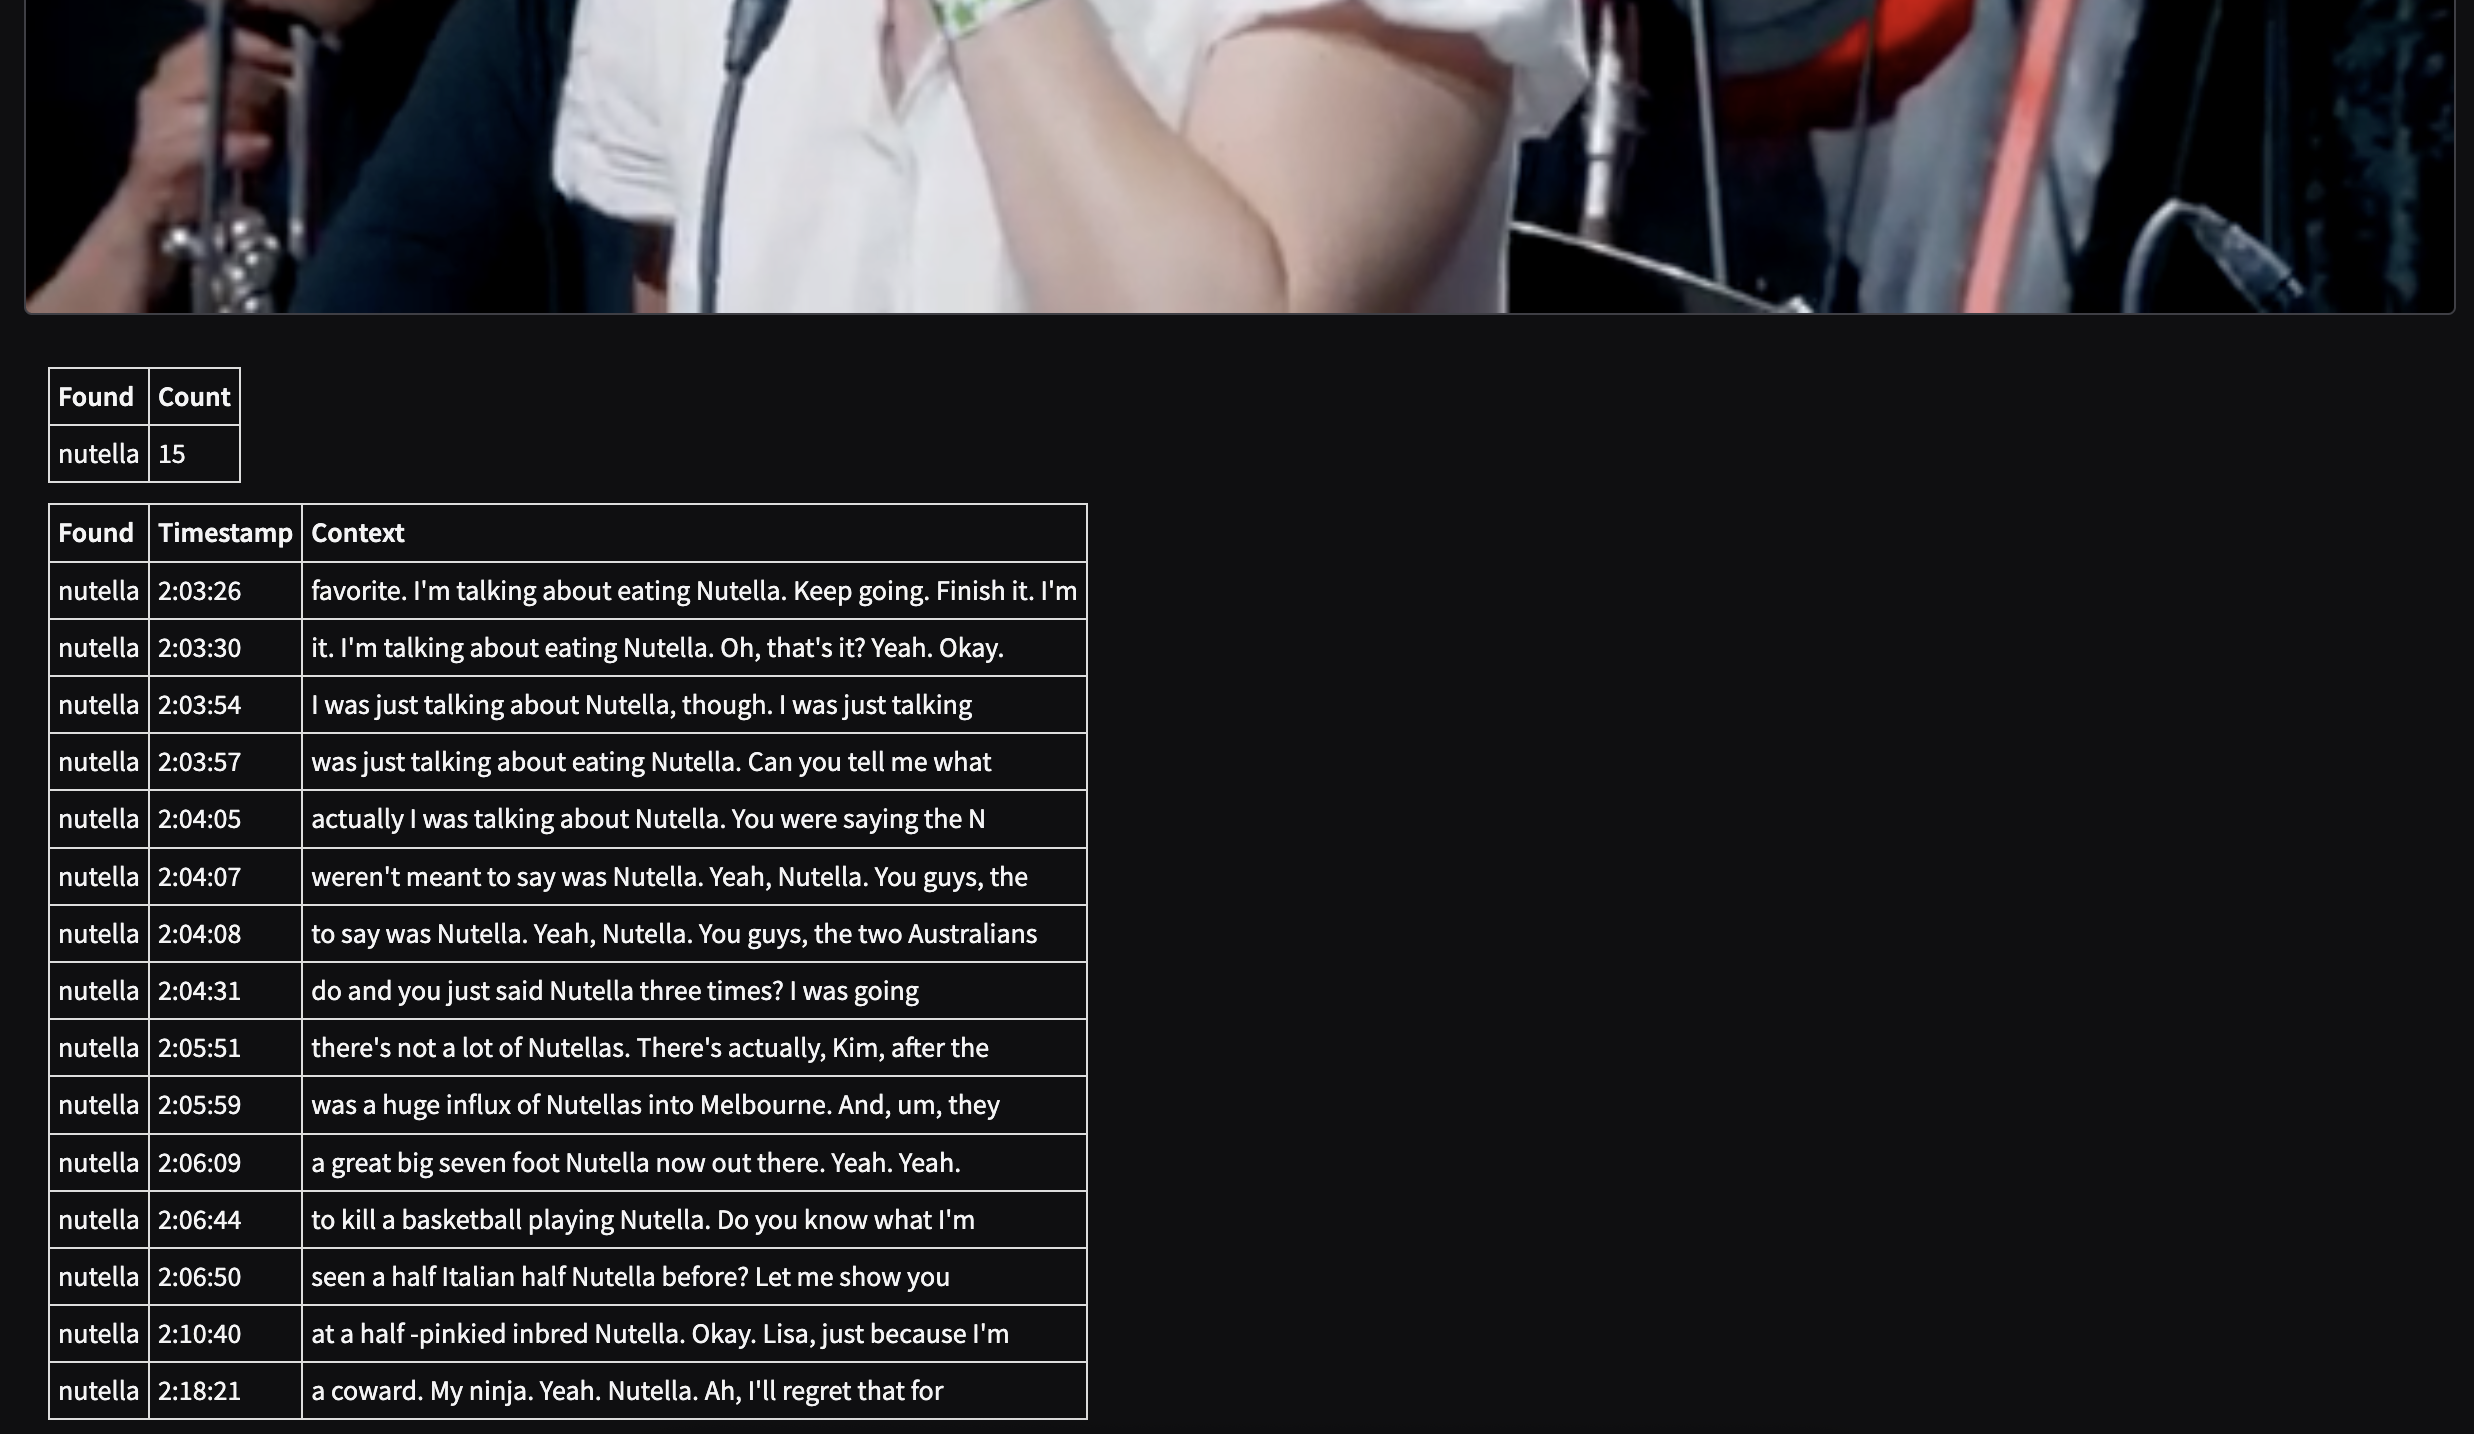 Found Count
nutella 15
Found Timestamp Context
nutella 2:03:26 favorite. I'm talking about eating Nutella. Keep going. Finish it. I'm
nutella 2:03:30 it. I'm talking about eating Nutella. Oh, that's it? Yeah. Okay.
nutella 2:03:54 I was just talking about Nutella, though. I was just talking
nutella 2:03:57 was just talking about eating Nutella. Can you tell me what
nutella 2:04:05 actually I was talking about Nutella. You were saying the N
nutella 2:04:07 weren't meant to say was Nutella. Yeah, Nutella. You guys, the
nutella 2:04:08 to say was Nutella. Yeah, Nutella. You guys, the two Australians
nutella 2:04:31 do and you just said Nutella three times? I was going
nutella 2:05:51 there's not a lot of Nutellas. There's actually, Kim, after the
nutella 2:05:59 was a huge influx of Nutellas into Melbourne. And, um, they
nutella 2:06:09 a great big seven foot Nutella now out there. Yeah. Yeah.
nutella 2:06:44 to kill a basketball playing Nutella. Do you know what I'm
nutella 2:06:50 seen a half Italian half Nutella before? Let me show you
nutella 2:10:40 at a half -pinkied inbred Nutella. Okay. Lisa, just because I'm
nutella 2:18:21 a coward. My ninja. Yeah. Nutella. Ah, I'll regret that for